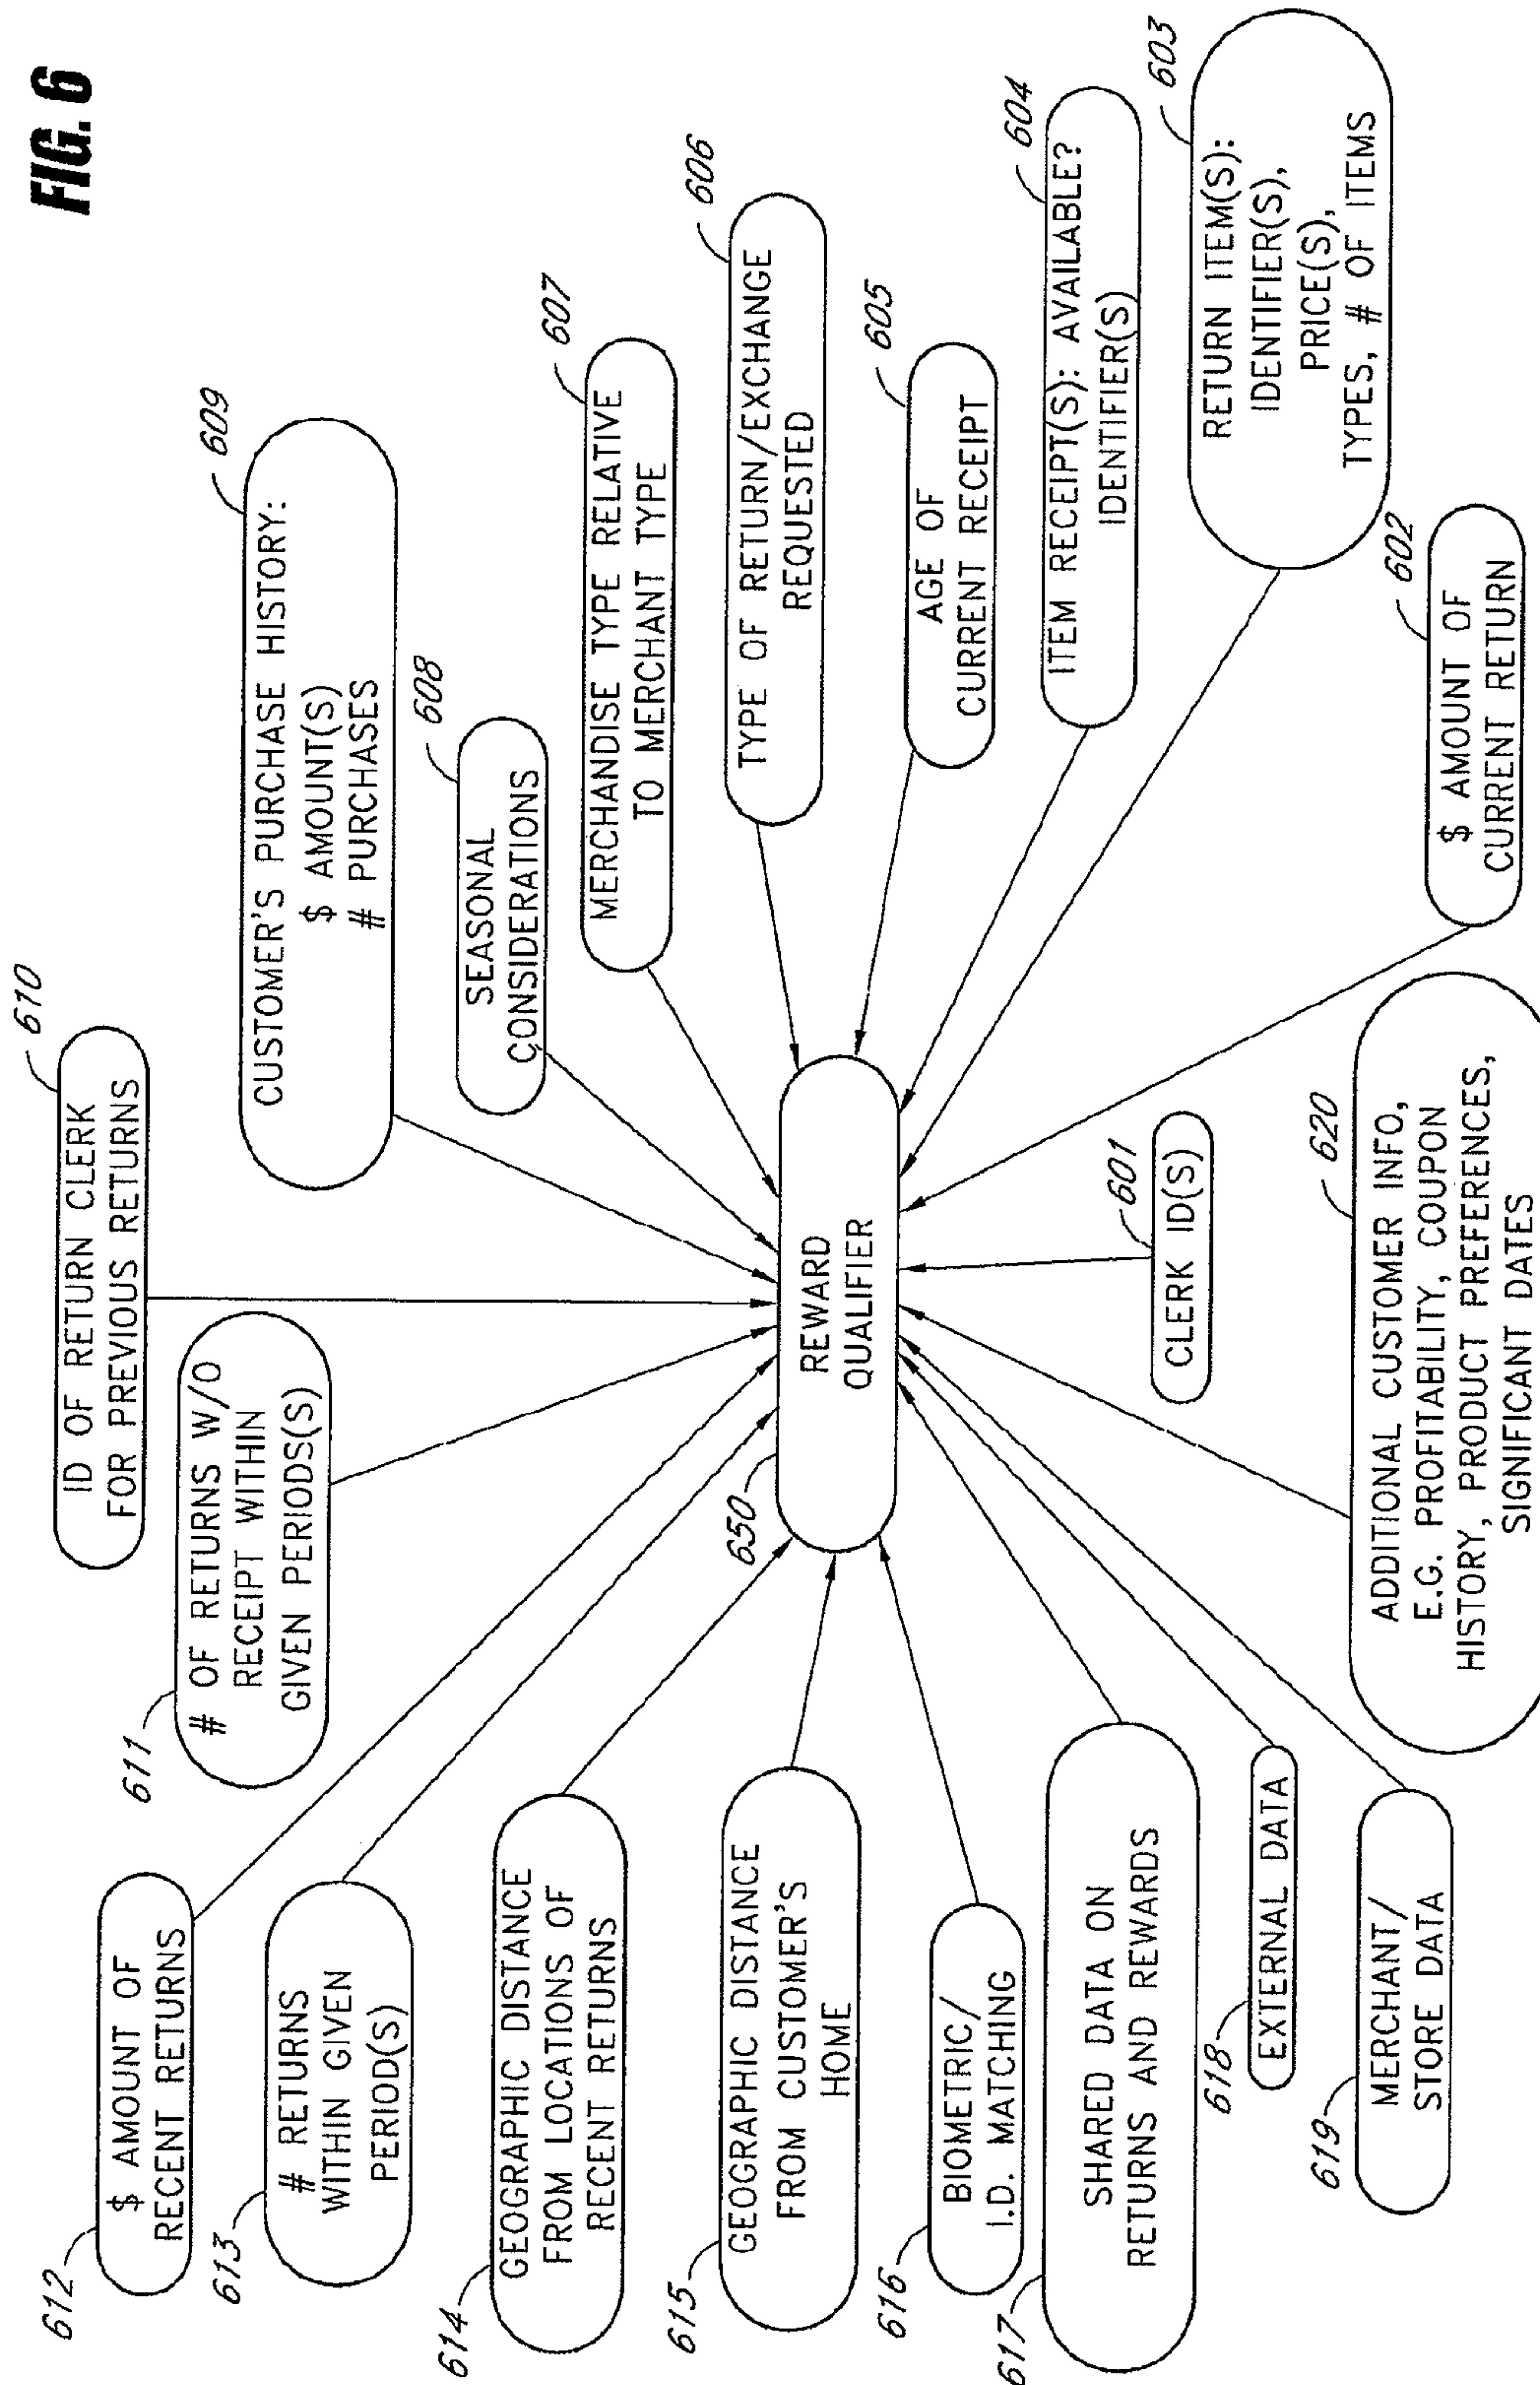 FIG. 6
610
ID OF RETURN CLERK
FOR PREVIOUS RETURNS
609
CUSTOMER'S PURCHASE HISTORY:
$ AMOUNT(S)
# PURCHASES
611
# OF RETURNS W/O
RECEIPT WITHIN
GIVEN PERIODS(S)
612
$ AMOUNT OF
RECENT RETURNS
608
SEASONAL
CONSIDERATIONS
613
# RETURNS
WITHIN GIVEN
PERIOD(S)
607
MERCHANDISE TYPE RELATIVE
TO MERCHANT TYPE
614
GEOGRAPHIC DISTANCE
FROM LOCATIONS OF
RECENT RETURNS
606
TYPE OF RETURN/EXCHANGE
REQUESTED
615
GEOGRAPHIC DISTANCE
FROM CUSTOMER'S
HOME
650
REWARD
QUALIFIER
605
AGE OF
CURRENT RECEIPT
616
BIOMETRIC/
I.D. MATCHING
604
ITEM RECEIPT(S): AVAILABLE?
IDENTIFIER(S)
617
SHARED DATA ON
RETURNS AND REWARDS
603
RETURN ITEM(S):
IDENTIFIER(S),
PRICE(S),
TYPES, # OF ITEMS
601
CLERK ID(S)
618
EXTERNAL DATA
602
$ AMOUNT OF
CURRENT RETURN
619
MERCHANT/
STORE DATA
620
ADDITIONAL CUSTOMER INFO,
E.G. PROFITABILITY, COUPON
HISTORY, PRODUCT PREFERENCES,
SIGNIFICANT DATES